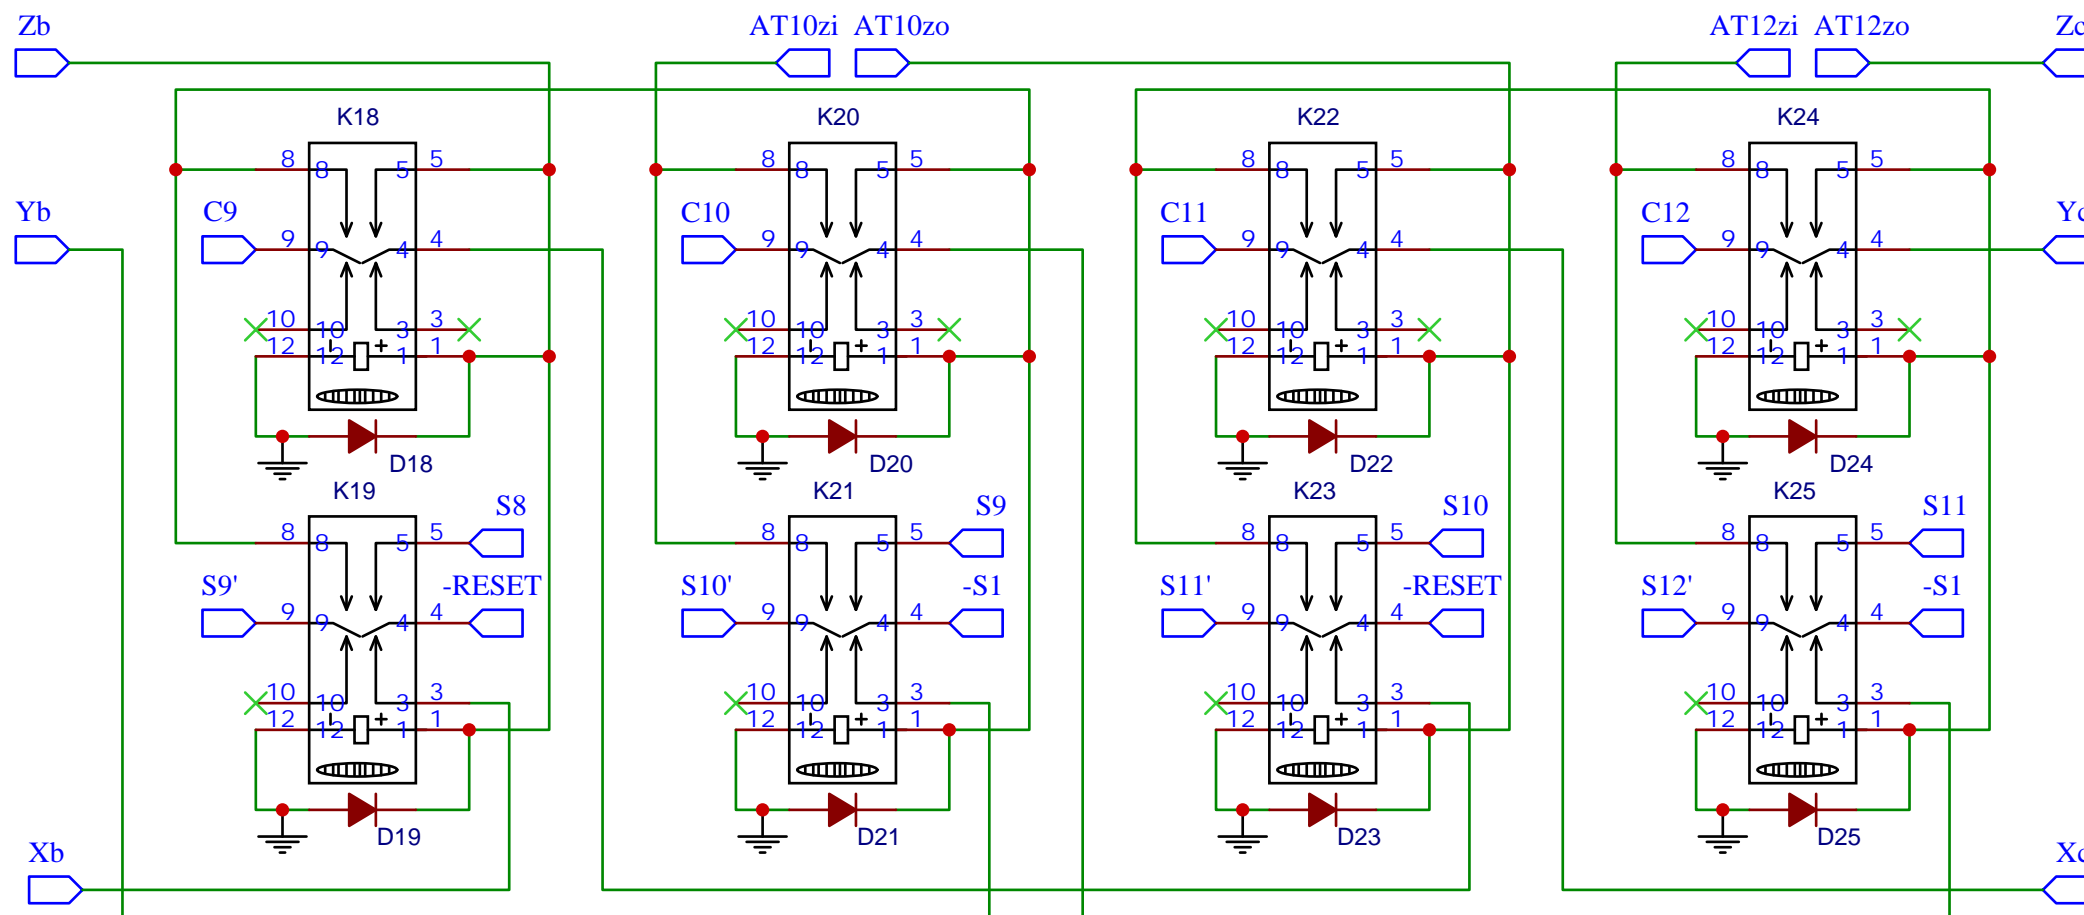 Zb AT10zi AT10zo AT12zi AT12zo Zc
K18 K20 K22 K24
8 8 5 5 8 8 5 5 8 8 5 5 8 8 5 5
Yb C9 C10 C11 C12 Yc
9 9 4 4 9 9 4 4 9 9 4 4 9 9 4 4
10 10 3 3 10 10 3 3 10 10 3 3 10 10 3 3
12 12 - + 1 1 12 12 - + 1 1 12 12 - + 1 1 12 12 - + 1 1
D18 D20 D22 D24
K19 K21 K23 K25
S8 S9 S10 S11
8 8 5 5 8 8 5 5 8 8 5 5 8 8 5 5
S9' -RESET S10' -S1 S11' -RESET S12' -S1
9 9 4 4 9 9 4 4 9 9 4 4 9 9 4 4
10 10 3 3 10 10 3 3 10 10 3 3 10 10 3 3
12 12 - + 1 1 12 12 - + 1 1 12 12 - + 1 1 12 12 - + 1 1
D19 D21 D23 D25
Xb Xc